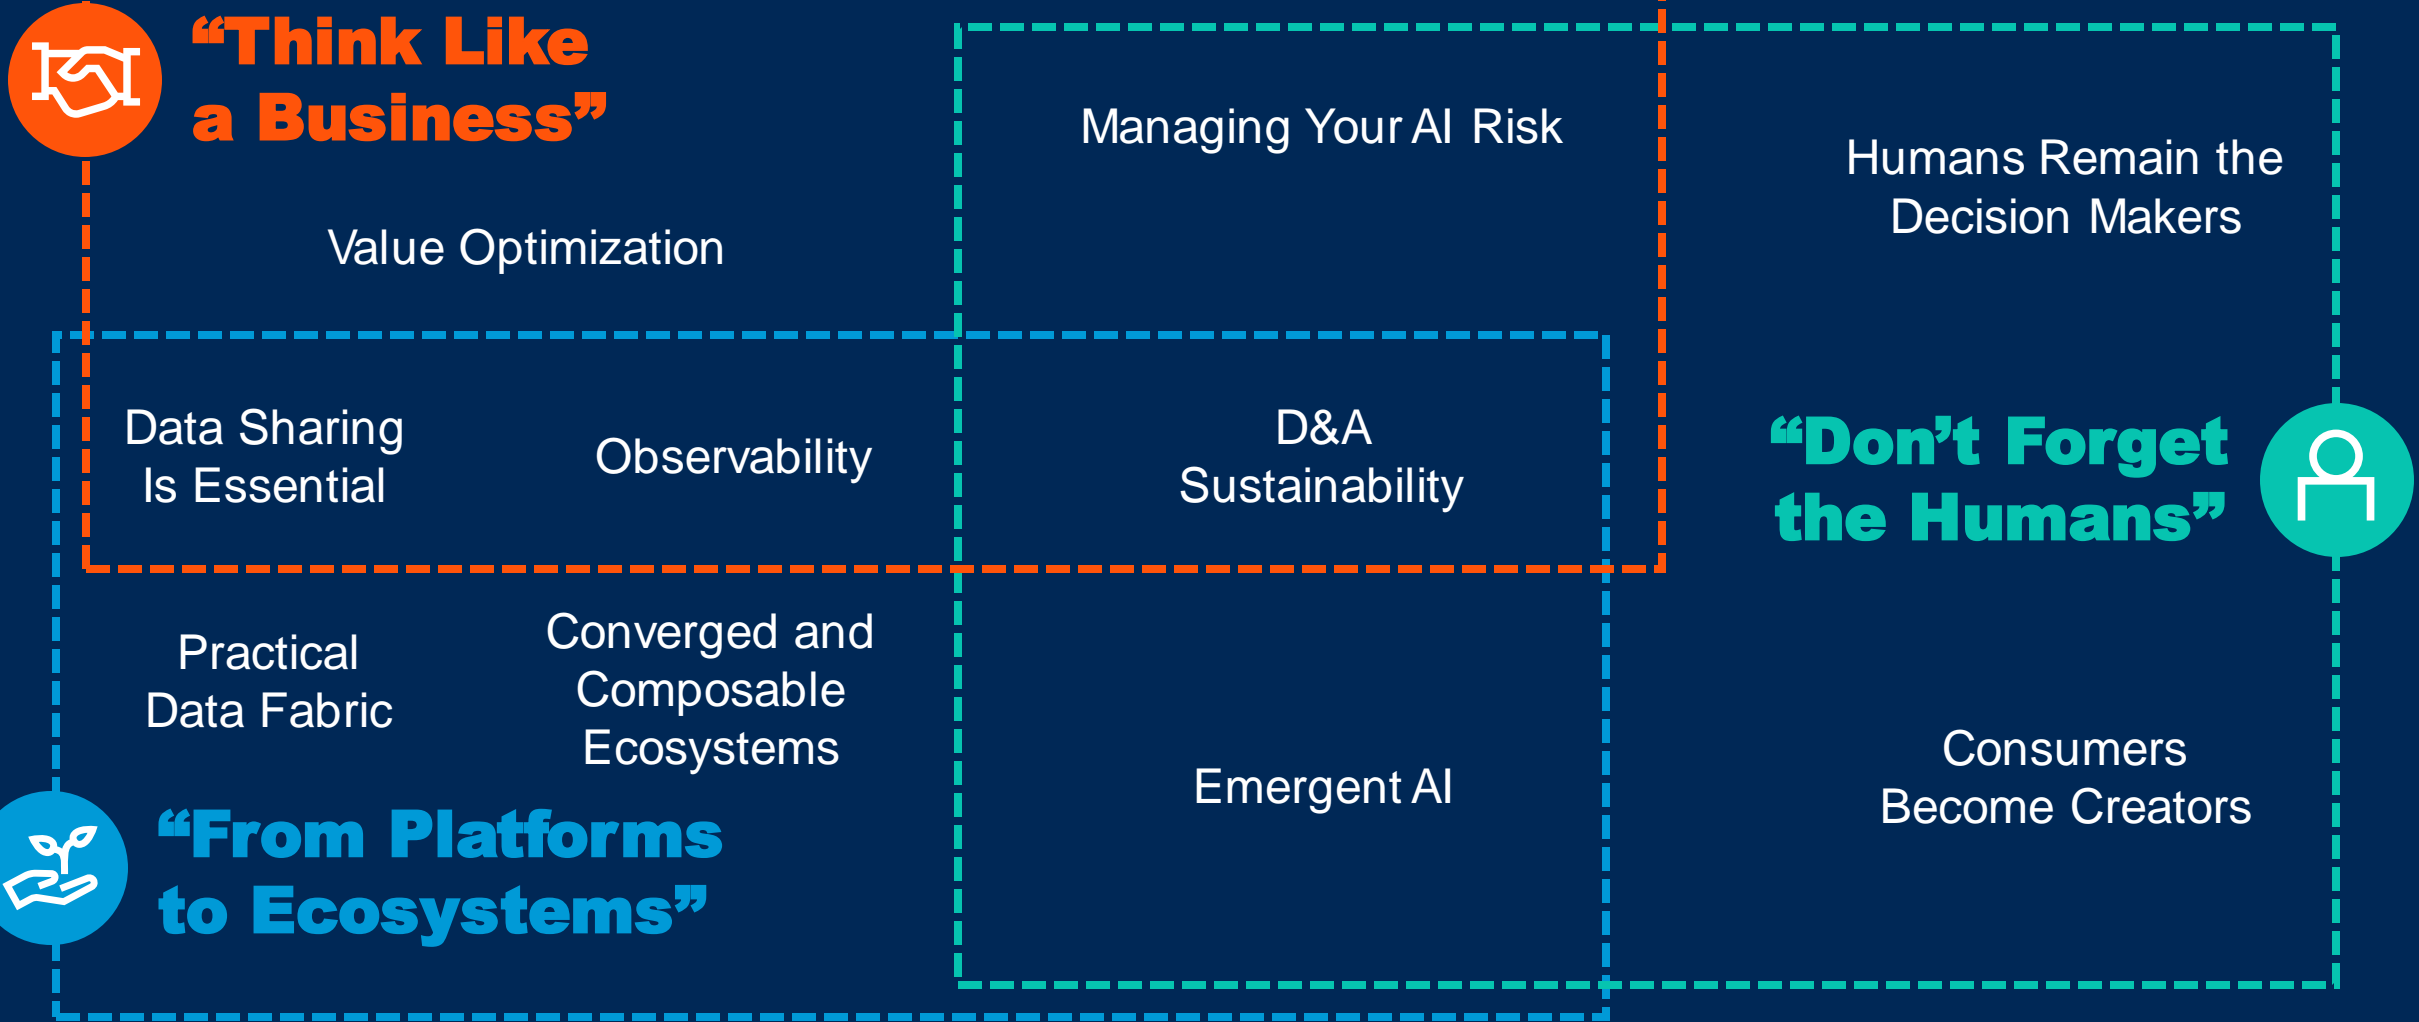 “Think Like
a Business”
Managing Your AI Risk
Humans Remain the
Decision Makers
Value Optimization
Data Sharing
Is Essential
Observability
D&A
Sustainability
“Don’t Forget
the Humans”
Practical
Data Fabric
Converged and
Composable
Ecosystems
Emergent AI
Consumers
Become Creators
“From Platforms
to Ecosystems”